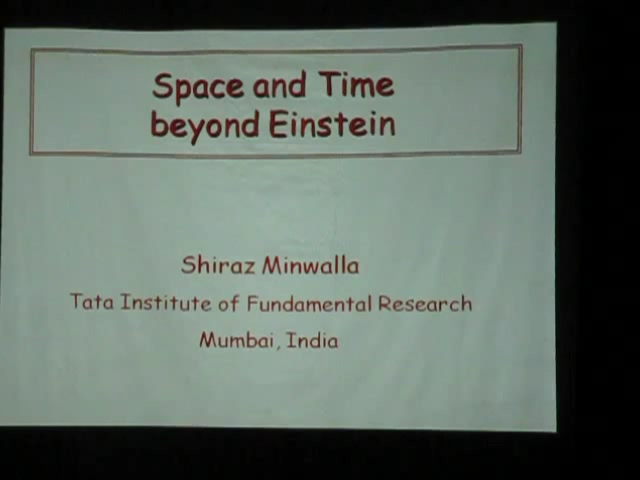 Space and Time
beyond Einstein
Shiraz Minwalla
Tata Institute of Fundamental Research
Mumbai, India